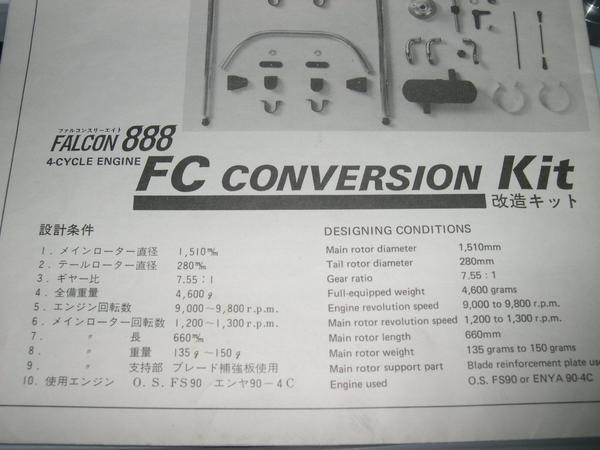 ファルコンスリーエイト
FALCON 888
4-CYCLE ENGINE
FC CONVERSION Kit
改造キット
設計条件
1. メインローター直径 1,510㎜
2. テールローター直径 280㎜
3. ギヤー比 7.55:1
4. 全備重量 4,600g
5. エンジン回転数 9,000〜9,800r.p.m.
6. メインローター回転数 1,200〜1,300r.p.m.
7. 〃 長 660㎜
8. 〃 重量 135g〜150g
9. 〃 支持部 ブレード補強板使用
10. 使用エンジン O.S.FS90/エンヤ90-4C
DESIGNING CONDITIONS
Main rotor diameter 1,510mm
Tail rotor diameter 280mm
Gear ratio 7.55:1
Full-equipped weight 4,600 grams
Engine revolution speed 9,000 to 9,800 r.p.m.
Main rotor revolution speed 1,200 to 1,300 r.p.m.
Main rotor length 660mm
Main rotor weight 135 grams to 150 grams
Main rotor support part Blade reinforcement plate use
Engine used O.S. FS90 or ENYA 90-4C